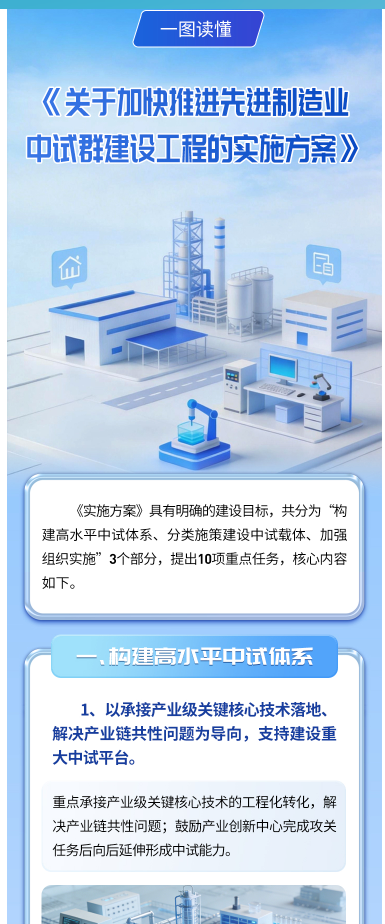 一图读懂
《关于加快推进先进制造业
中试群建设工程的实施方案》
《实施方案》具有明确的建设目标，共分为“构
建高水平中试体系、分类施策建设中试载体、加强
组织实施”3个部分，提出10项重点任务，核心内容
如下。
一、构建高水平中试体系
1、以承接产业级关键核心技术落地、
解决产业链共性问题为导向，支持建设重
大中试平台。
重点承接产业级关键核心技术的工程化转化，解
决产业链共性问题；鼓励产业创新中心完成攻关
任务后向后延伸形成中试能力。